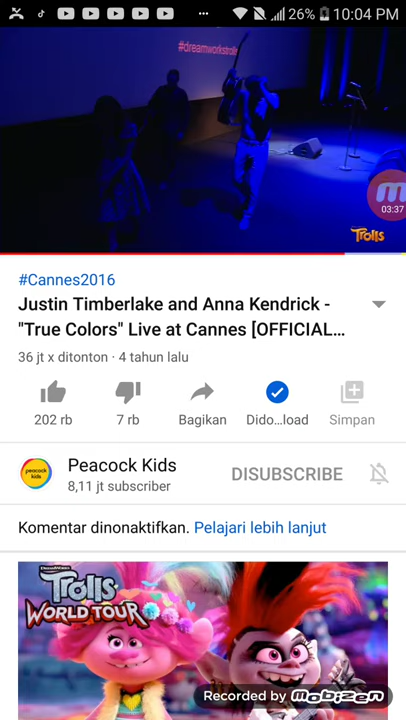 26% 10:04 PM
#dreamworkstrolls
03:37
Trolls
#Cannes2016
Justin Timberlake and Anna Kendrick -
"True Colors" Live at Cannes [OFFICIAL...
36 jt x ditonton · 4 tahun lalu
202 rb 7 rb Bagikan Dido...load Simpan
peacock
kids
Peacock Kids
8,11 jt subscriber
DISUBSCRIBE
Komentar dinonaktifkan. Pelajari lebih lanjut
DREAMWORKS
Trolls
WORLD TOUR
Recorded by mobizen